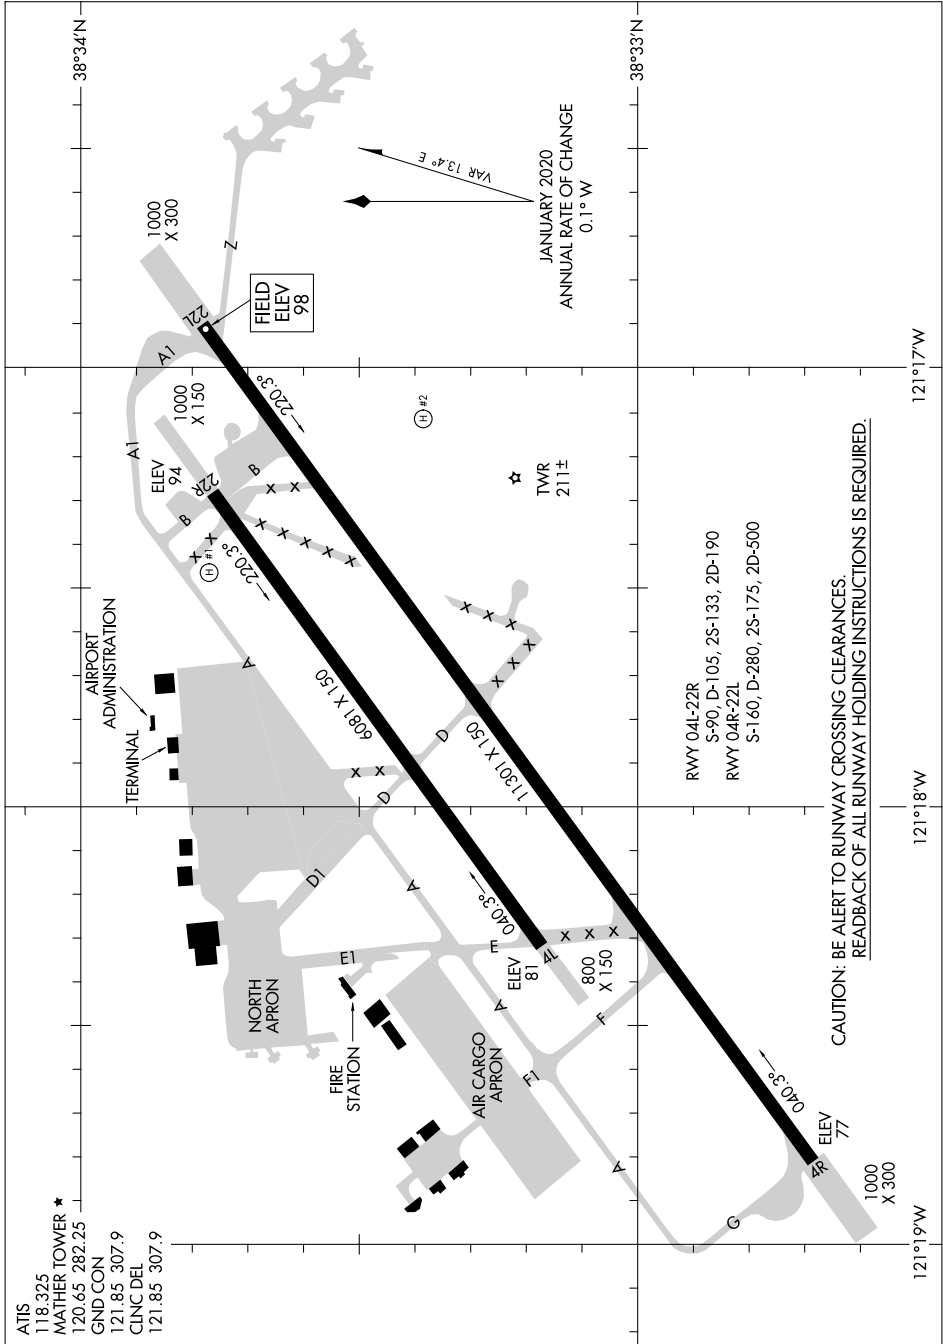 ATIS
118.325
MATHER TOWER ★
120.65 282.25
GND CON
121.85 307.9
CLNC DEL
121.85 307.9
38°34'N
38°33'N
121°17'W
121°18'W
121°19'W
VAR 13.4° E
JANUARY 2020
ANNUAL RATE OF CHANGE
0.1° W
1000
X 300
Z
FIELD
ELEV
98
22L
A1
A1
1000
X 150
ELEV
94
22R
220.3°
220.3°
B
B
X X
X X
X X X X X
H #1
H #2
TWR
211±
AIRPORT
ADMINISTRATION
TERMINAL
A
6081 X 150
11301 X 150
X X X
X X X
X X
D
D
D1
A
040.3°
4L
ELEV
81
E
E1
X X X
800
X 150
NORTH
APRON
FIRE
STATION
AIR CARGO
APRON
A
F
F1
A
G
040.3°
4R
ELEV
77
1000
X 300
RWY 04L-22R
S-90, D-105, 2S-133, 2D-190
RWY 04R-22L
S-160, D-280, 2S-175, 2D-500
CAUTION: BE ALERT TO RUNWAY CROSSING CLEARANCES.
READBACK OF ALL RUNWAY HOLDING INSTRUCTIONS IS REQUIRED.